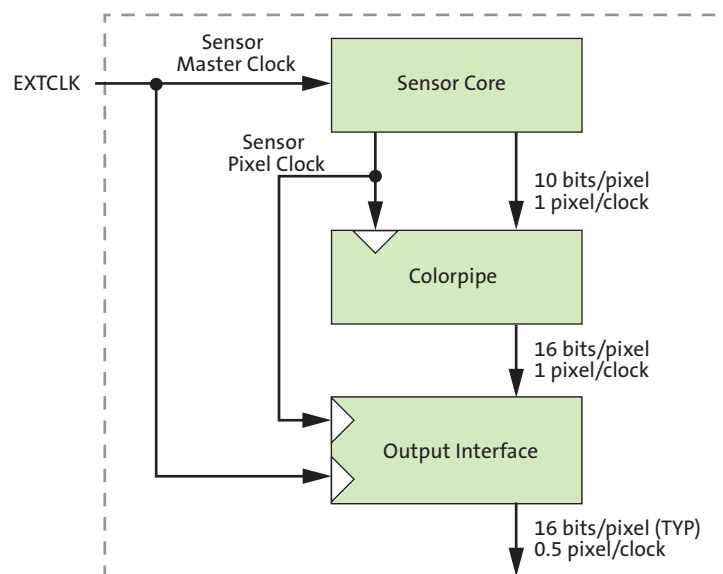 Sensor
Master Clock
EXTCLK
Sensor Core
Sensor
Pixel Clock
10 bits/pixel
1 pixel/clock
Colorpipe
16 bits/pixel
1 pixel/clock
Output Interface
16 bits/pixel (TYP)
0.5 pixel/clock